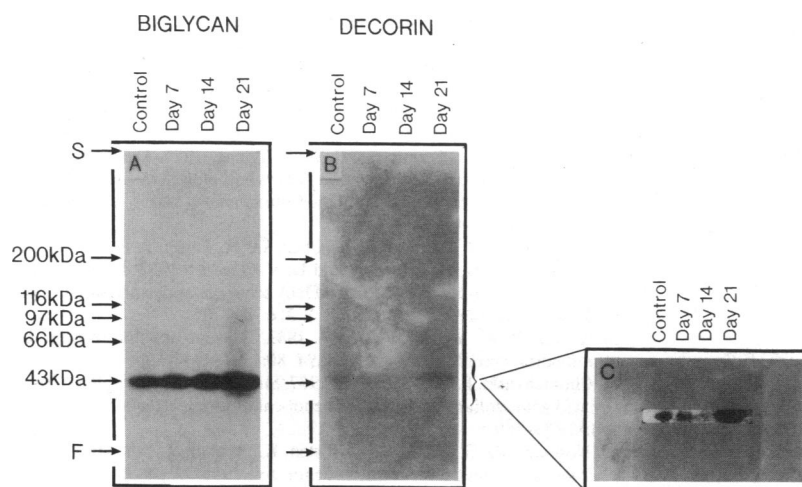 BIGLYCAN DECORIN
Control Day 7 Day 14 Day 21 Control Day 7 Day 14 Day 21
S
A B
200kDa
116kDa
97kDa
66kDa
43kDa
F
Control Day 7 Day 14 Day 21
C